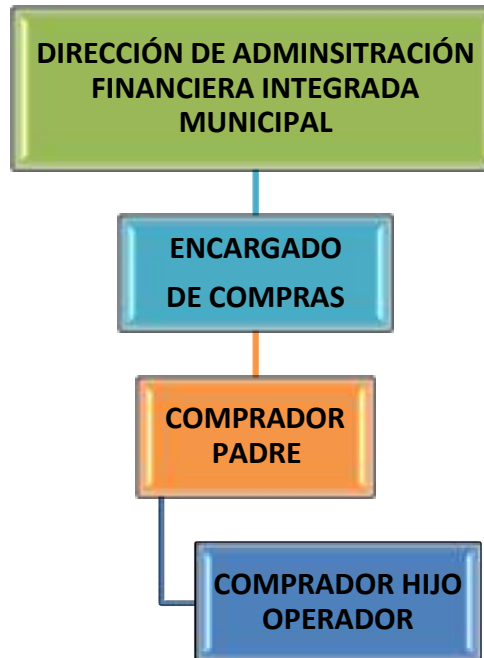 DIRECCIÓN DE ADMINSITRACIÓN
FINANCIERA INTEGRADA
MUNICIPAL
ENCARGADO
DE COMPRAS
COMPRADOR
PADRE
COMPRADOR HIJO
OPERADOR